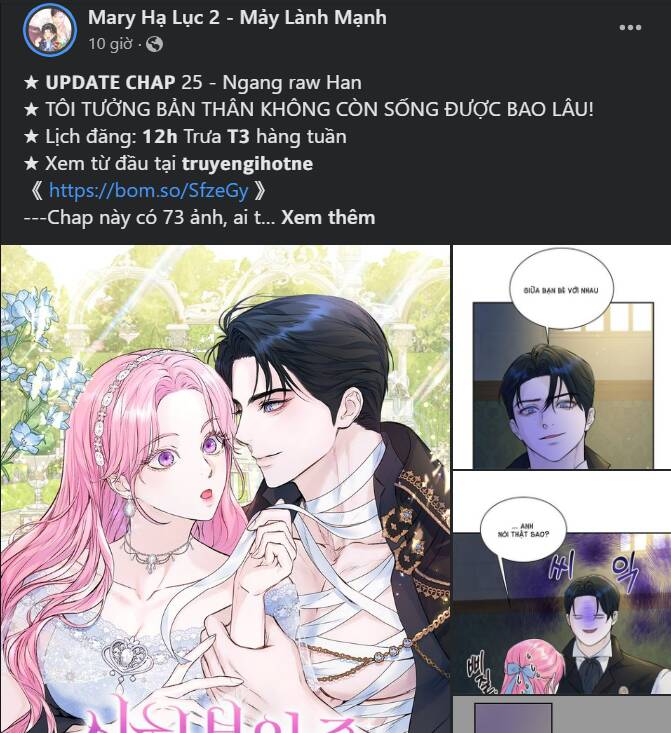 Mary Hạ Lục 2 - Mảy Lành Mạnh
10 giờ ·
★ UPDATE CHAP 25 - Ngang raw Han
★ TÔI TƯỞNG BẢN THÂN KHÔNG CÒN SỐNG ĐƯỢC BAO LÂU!
★ Lịch đăng: 12h Trưa T3 hàng tuần
★ Xem từ đầu tại truyengihotne
《 https://bom.so/SfzeGy 》
---Chap này có 73 ảnh, ai t... Xem thêm
GIỮA BẠN BÈ VỚI NHAU
... ANH
NÓI THẬT SAO?
씨 익